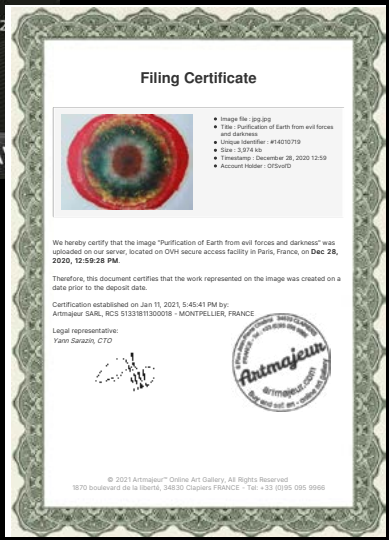 Filing Certificate
Image file : jpg.jpg
Title : Purification of Earth from evil forces
and darkness
Unique Identifier : #14010719
Size : 3,974 kb
Timestamp : December 28, 2020 12:59
Account Holder :
We hereby certify that the image "Purification of Earth from evil forces and darkness" was
uploaded on our server, located on OVH secure access facility in Paris, France, on Dec 28,
2020, 12:59:28 PM.
Therefore, this document certifies that the work represented on the image was created on a
date prior to the deposit date.
Certification established on Jan 11, 2021, 5:45:41 PM by:
Artmajeur SARL, RCS 51331811300018 - MONTPELLIER, FRANCE
Legal representative:
Yann Sarazin, CTO
Artmajeur
artmajeur.com
© 2021 Artmajeur™ Online Art Gallery, All Rights Reserved
1870 boulevard de la liberté, 34830 Clapiers FRANCE - Tel: +33 (0)95 095 9966